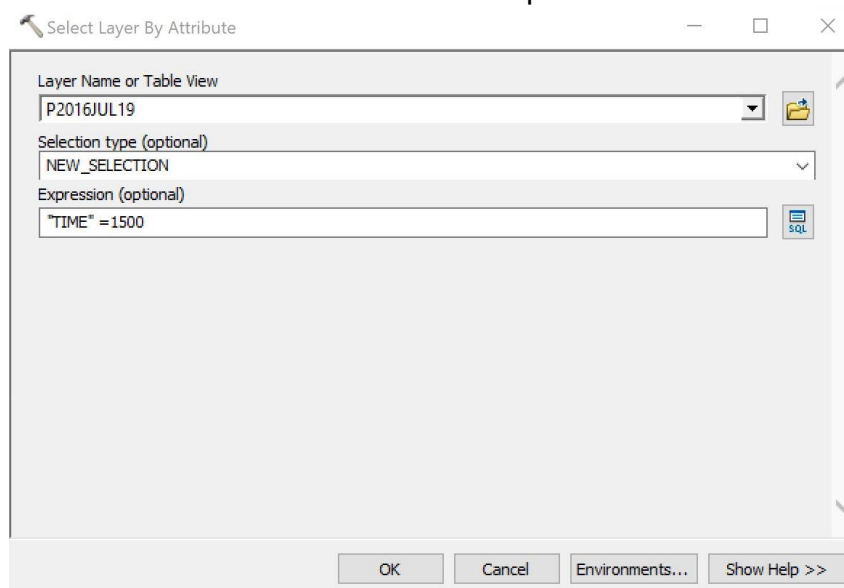 Select Layer By Attribute
Layer Name or Table View
P2016JUL19
Selection type (optional)
NEW_SELECTION
Expression (optional)
"TIME" =1500
SQL
OK Cancel Environments... Show Help >>